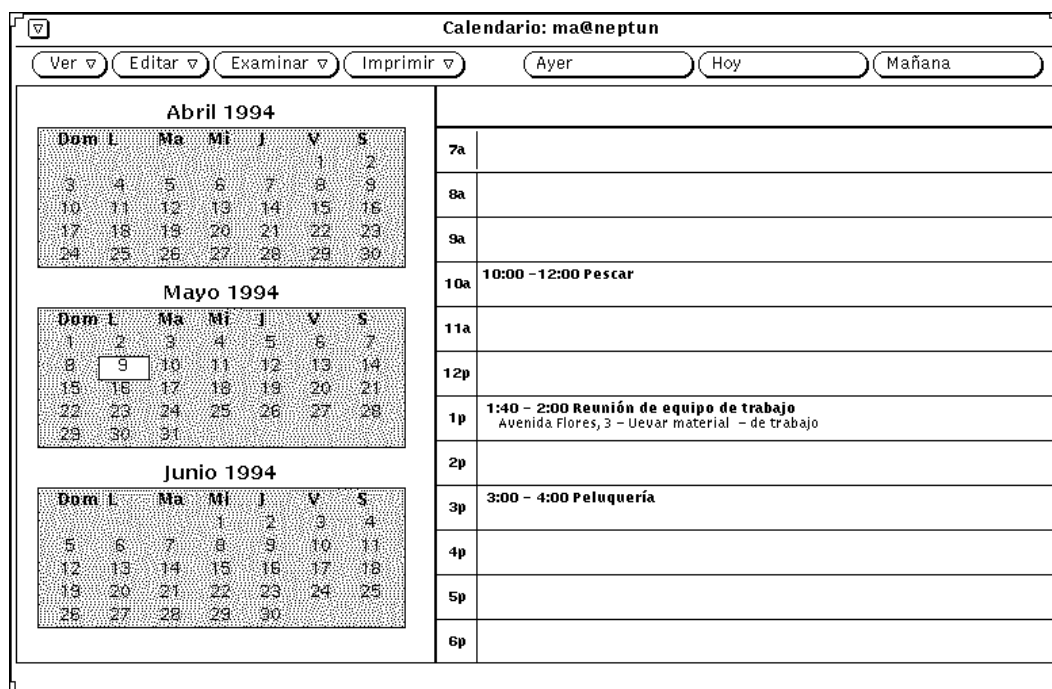 Calendario: ma@neptun
Ver Editar Examinar Imprimir Ayer Hoy Mañana
Abril 1994
Dom L Ma Mi J V S
1 2
3 4 5 6 7 8 9
10 11 12 13 14 15 16
17 18 19 20 21 22 23
24 25 26 27 28 29 30
Mayo 1994
Dom L Ma Mi J V S
1 2 3 4 5 6 7
8 9 10 11 12 13 14
15 16 17 18 19 20 21
22 23 24 25 26 27 28
29 30 31
Junio 1994
Dom L Ma Mi J V S
1 2 3 4
5 6 7 8 9 10 11
12 13 14 15 16 17 18
19 20 21 22 23 24 25
26 27 28 29 30
7a
8a
9a
10a 10:00 -12:00 Pescar
11a
12p
1p 1:40 - 2:00 Reunión de equipo de trabajo
Avenida Flores, 3 - Uevar material - de trabajo
2p
3p 3:00 - 4:00 Peluquería
4p
5p
6p